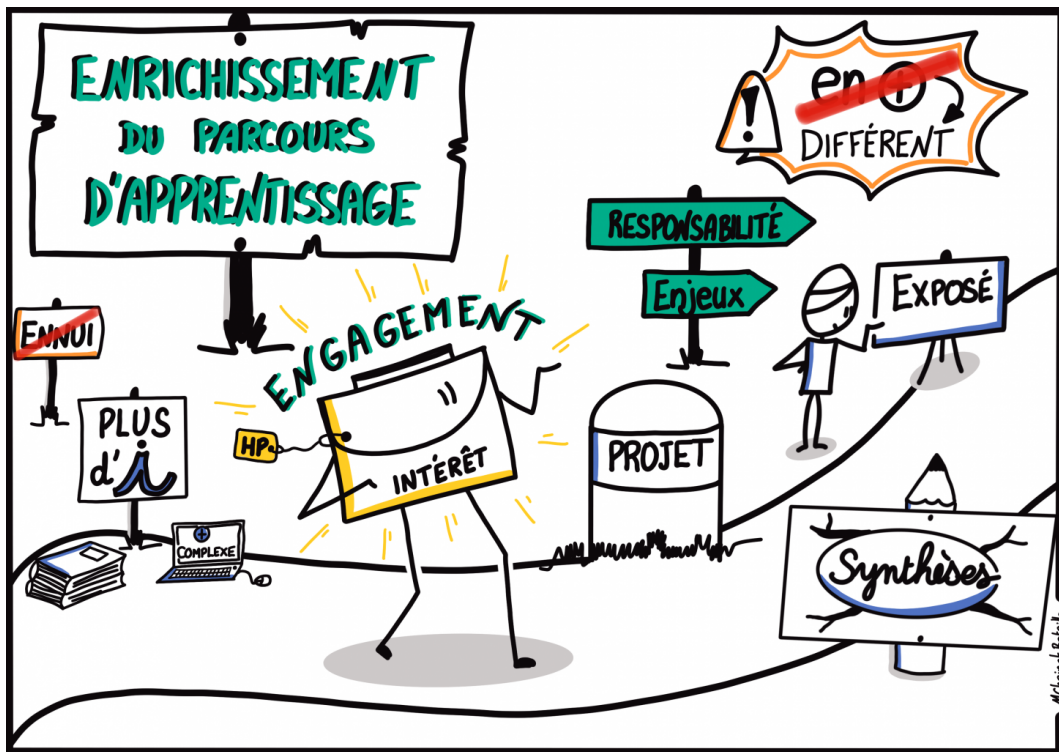 ENRICHISSEMENT
DU PARCOURS
D'APPRENTISSAGE
en +
!
DIFFÉRENT
RESPONSABILITÉ
Enjeux
EXPOSÉ
ENNUI
ENGAGEMENT
PLUS
d'i
HP
INTÉRÊT
PROJET
+
COMPLEXE
Synthèses